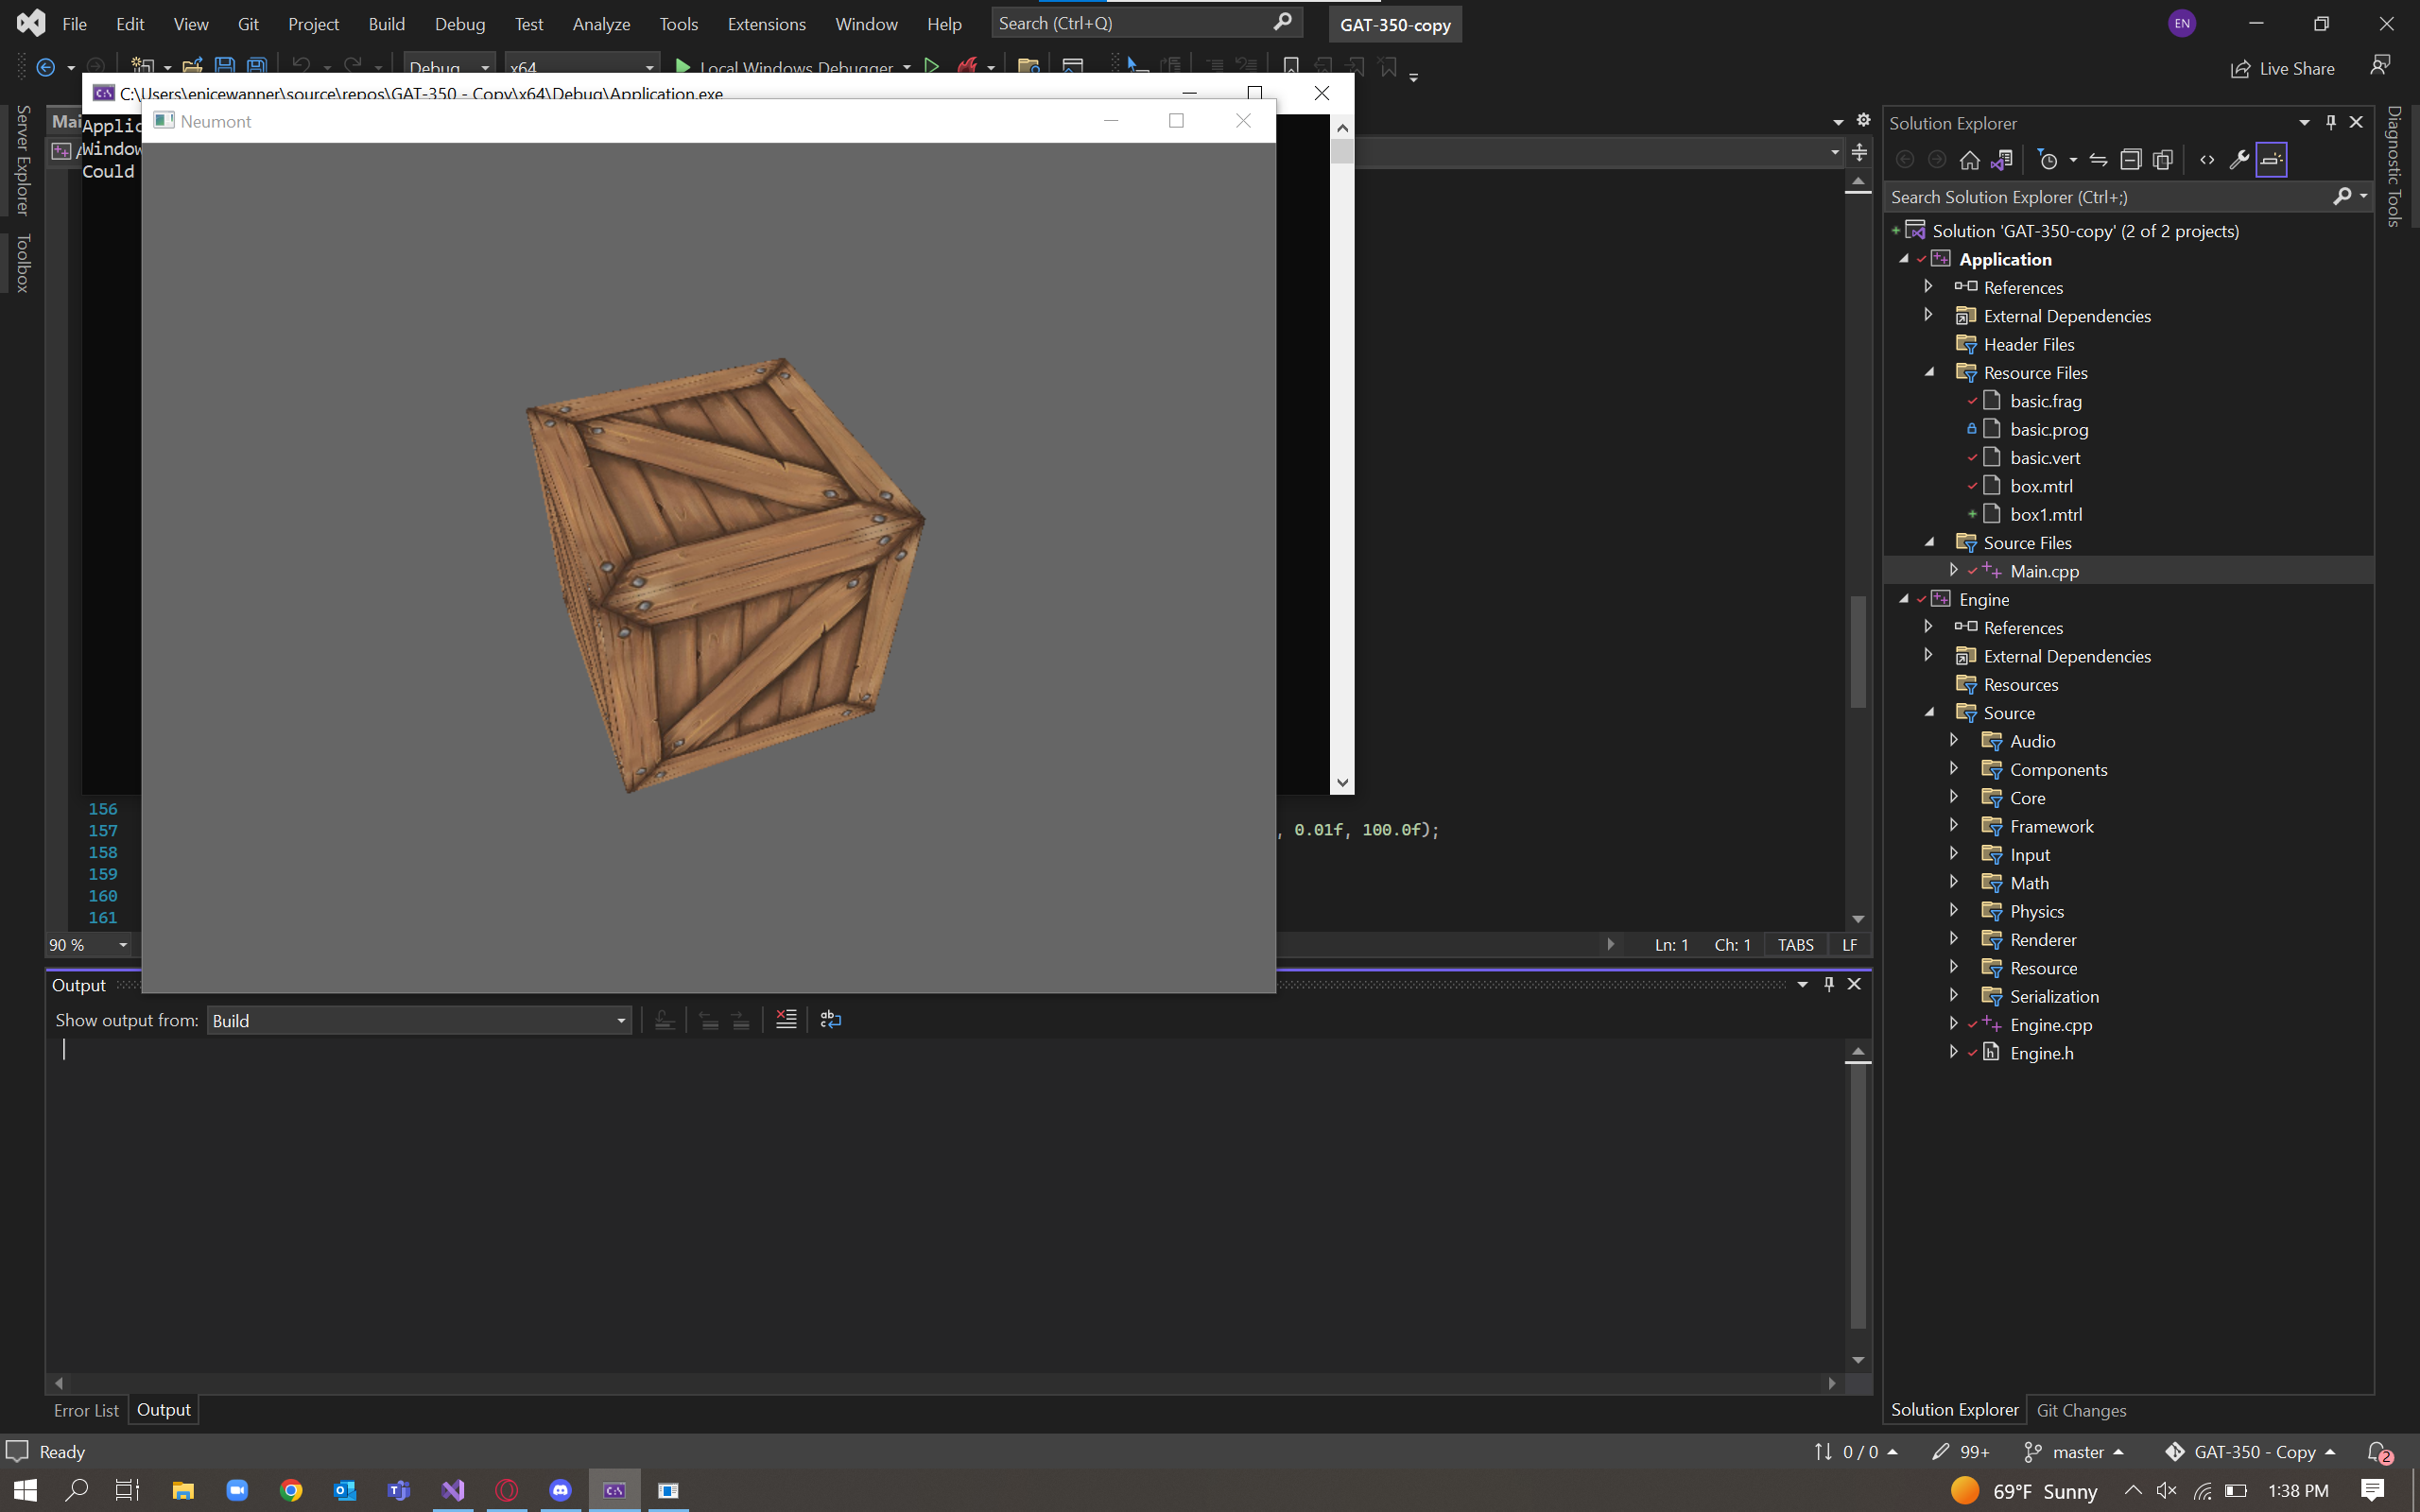 File Edit View Git Project Build Debug Test Analyze Tools Extensions Window Help Search (Ctrl+Q) GAT-350-copy EN
Debug x64 Local Windows Debugger Live Share
C:\Users\enicewanner\source\repos\GAT-350 - Copy\x64\Debug\Application.exe
Neumont
Mai
Applic
Window
Could
Server Explorer
Toolbox
156
157 , 0.01f, 100.0f);
158
159
160
161
90 % Ln: 1 Ch: 1 TABS LF
Output
Show output from: Build
Error List Output
Solution Explorer
Search Solution Explorer (Ctrl+;)
Solution 'GAT-350-copy' (2 of 2 projects)
Application
References
External Dependencies
Header Files
Resource Files
basic.frag
basic.prog
basic.vert
box.mtrl
box1.mtrl
Source Files
Main.cpp
Engine
References
External Dependencies
Resources
Source
Audio
Components
Core
Framework
Input
Math
Physics
Renderer
Resource
Serialization
Engine.cpp
Engine.h
Solution Explorer Git Changes
Diagnostic Tools
Ready 0 / 0 99+ master GAT-350 - Copy 2
69°F Sunny 1:38 PM